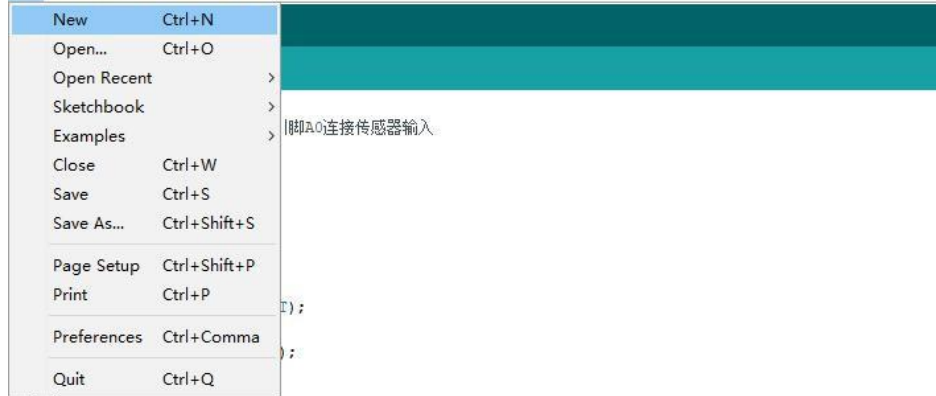 New Ctrl+N
Open... Ctrl+O
Open Recent >
Sketchbook >
脚A0连接传感器输入
Examples >
Close Ctrl+W
Save Ctrl+S
Save As... Ctrl+Shift+S
Page Setup Ctrl+Shift+P
Print Ctrl+P
);
Preferences Ctrl+Comma
);
Quit Ctrl+Q